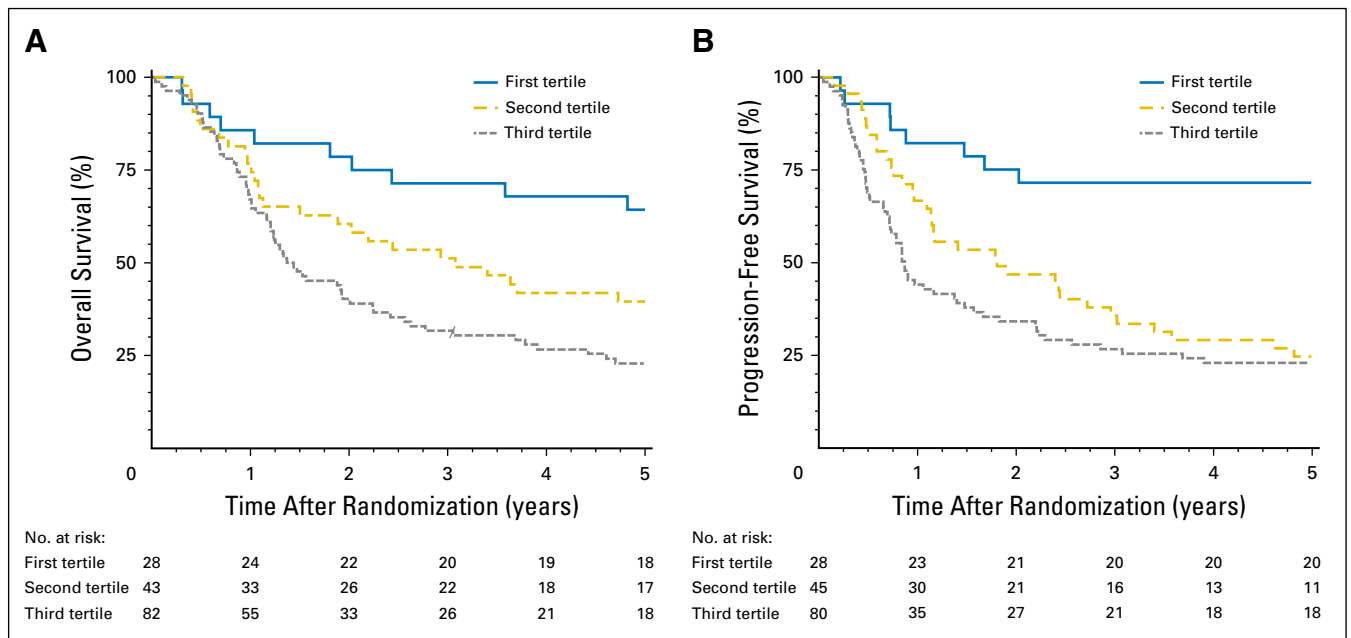 A
Overall Survival (%)
100
75
50
25
0
1
2
3
4
5
First tertile
Second tertile
Third tertile
Time After Randomization (years)
No. at risk:
First tertile 28 24 22 20 19 18
Second tertile 43 33 26 22 18 17
Third tertile 82 55 33 26 21 18
B
Progression-Free Survival (%)
100
75
50
25
0
1
2
3
4
5
First tertile
Second tertile
Third tertile
Time After Randomization (years)
No. at risk:
First tertile 28 23 21 20 20 20
Second tertile 45 30 21 16 13 11
Third tertile 80 35 27 21 18 18